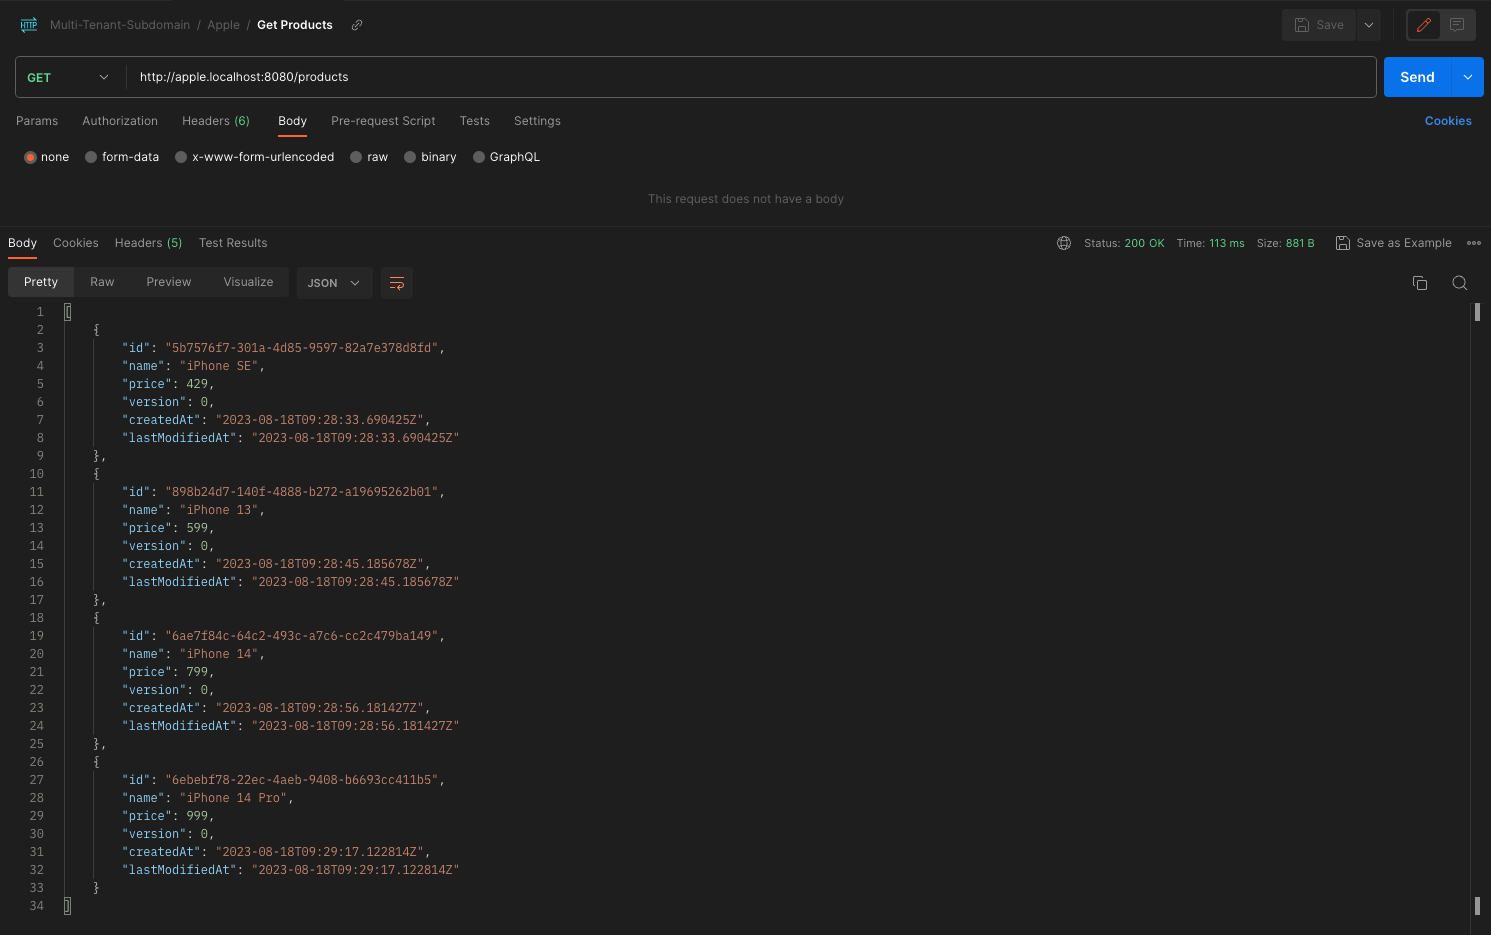 HTTP Multi-Tenant-Subdomain / Apple / Get Products Save
GET http://apple.localhost:8080/products Send
Params Authorization Headers (6) Body Pre-request Script Tests Settings Cookies
none form-data x-www-form-urlencoded raw binary GraphQL
This request does not have a body
Body Cookies Headers (5) Test Results Status: 200 OK Time: 113 ms Size: 881 B Save as Example
Pretty Raw Preview Visualize JSON
1 [
2 {
3 "id": "5b7576f7-301a-4d85-9597-82a7e378d8fd",
4 "name": "iPhone SE",
5 "price": 429,
6 "version": 0,
7 "createdAt": "2023-08-18T09:28:33.690425Z",
8 "lastModifiedAt": "2023-08-18T09:28:33.690425Z"
9 },
10 {
11 "id": "898b24d7-140f-4888-b272-a19695262b01",
12 "name": "iPhone 13",
13 "price": 599,
14 "version": 0,
15 "createdAt": "2023-08-18T09:28:45.185678Z",
16 "lastModifiedAt": "2023-08-18T09:28:45.185678Z"
17 },
18 {
19 "id": "6ae7f84c-64c2-493c-a7c6-cc2c479ba149",
20 "name": "iPhone 14",
21 "price": 799,
22 "version": 0,
23 "createdAt": "2023-08-18T09:28:56.181427Z",
24 "lastModifiedAt": "2023-08-18T09:28:56.181427Z"
25 },
26 {
27 "id": "6ebebf78-22ec-4aeb-9408-b6693cc411b5",
28 "name": "iPhone 14 Pro",
29 "price": 999,
30 "version": 0,
31 "createdAt": "2023-08-18T09:29:17.122814Z",
32 "lastModifiedAt": "2023-08-18T09:29:17.122814Z"
33 }
34 ]